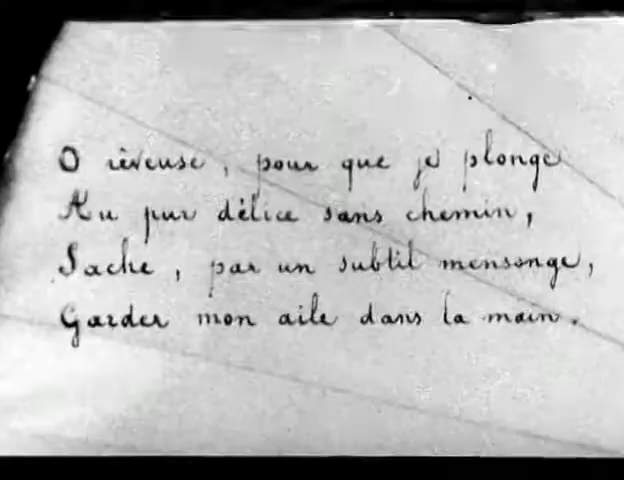 O rêveuse, pour que je plonge
Au pur délice sans chemin,
Sache, par un subtil mensonge,
Garder mon aile dans la main.